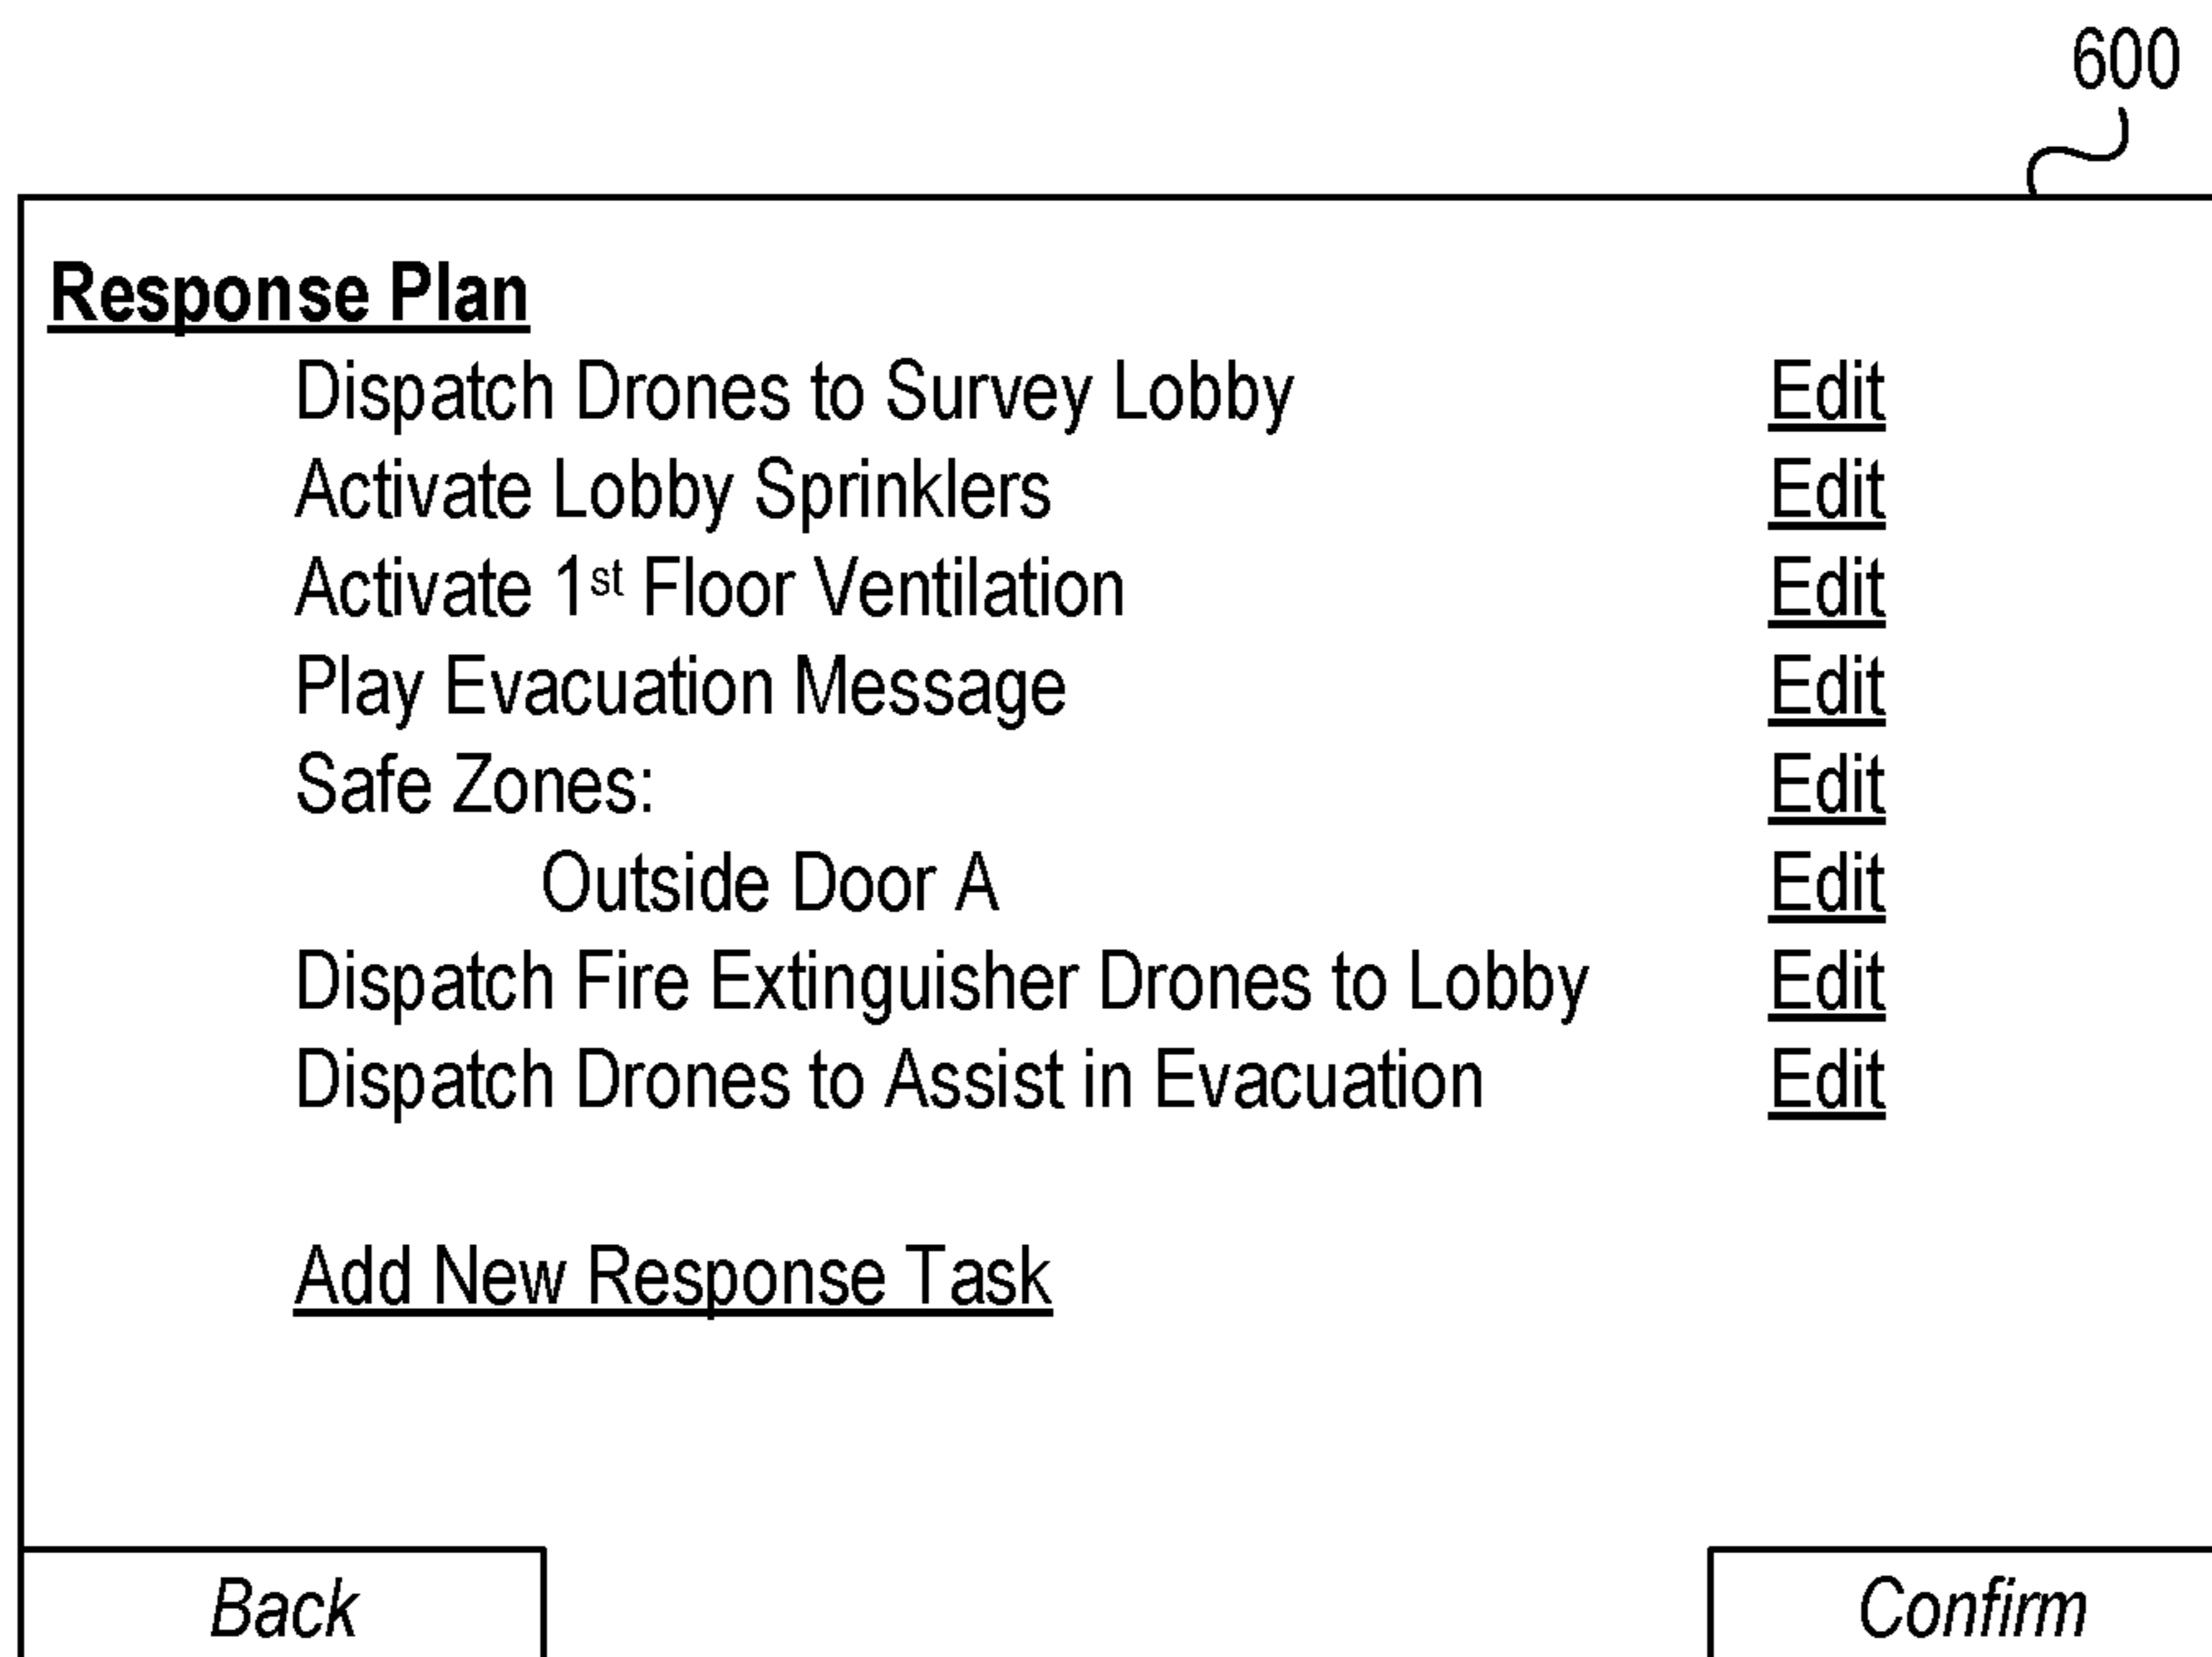 600
Response Plan
Dispatch Drones to Survey Lobby Edit
Activate Lobby Sprinklers Edit
Activate 1st Floor Ventilation Edit
Play Evacuation Message Edit
Safe Zones: Edit
Outside Door A Edit
Dispatch Fire Extinguisher Drones to Lobby Edit
Dispatch Drones to Assist in Evacuation Edit
Add New Response Task
Back Confirm